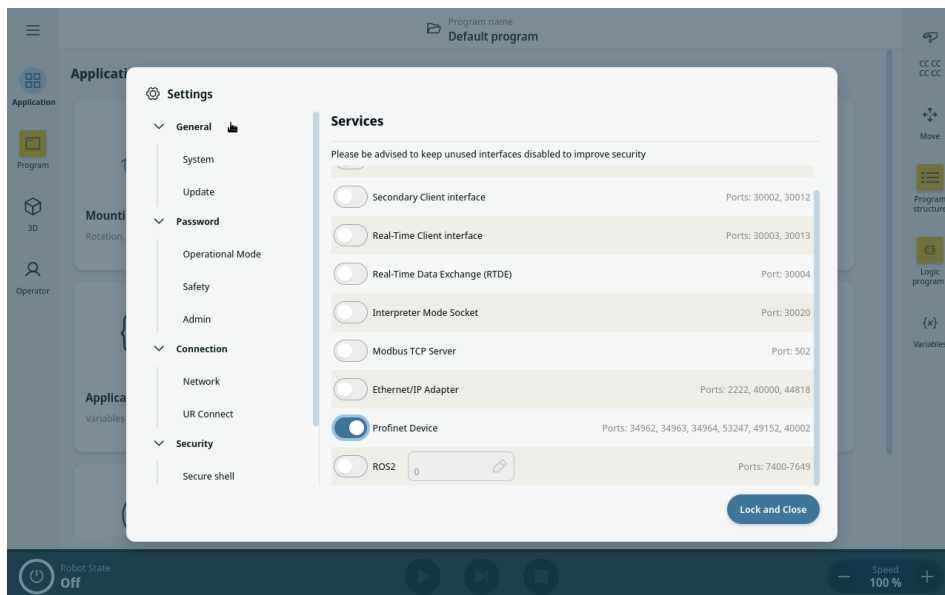 Program name
Default program
Application
Program
3D
Operator
Applicati
Mounti
Rotation,
Applica
Variables
Settings
General
System
Update
Password
Operational Mode
Safety
Admin
Connection
Network
UR Connect
Security
Secure shell
Services
Please be advised to keep unused interfaces disabled to improve security
Secondary Client interface Ports: 30002, 30012
Real-Time Client interface Ports: 30003, 30013
Real-Time Data Exchange (RTDE) Port: 30004
Interpreter Mode Socket Port: 30020
Modbus TCP Server Port: 502
Ethernet/IP Adapter Ports: 2222, 40000, 44818
Profinet Device Ports: 34962, 34963, 34964, 53247, 49152, 40002
ROS2 0 Ports: 7400-7649
Lock and Close
CC CC
CC CC
Move
Program
structure
Logic
program
{x}
Variables
Robot State
Off
Speed
100 %